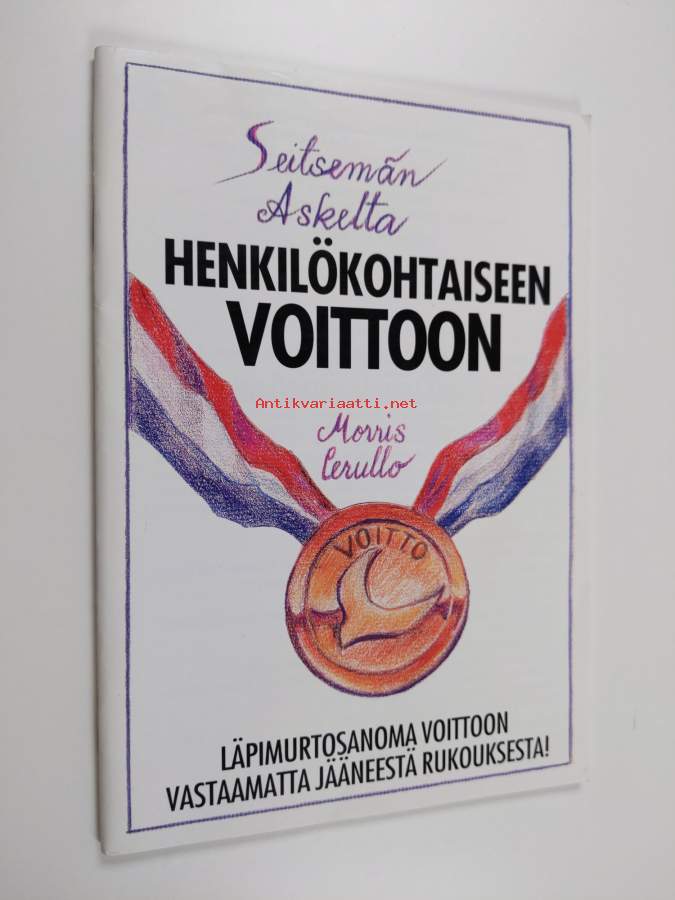 Seitsemän
Askelta
HENKILÖKOHTAISEEN
VOITTOON
Antikvariaatti.net
Morris
Cerullo
VOITTO
LÄPIMURTOSANOMA VOITTOON
VASTAAMATTA JÄÄNEESTÄ RUKOUKSESTA!